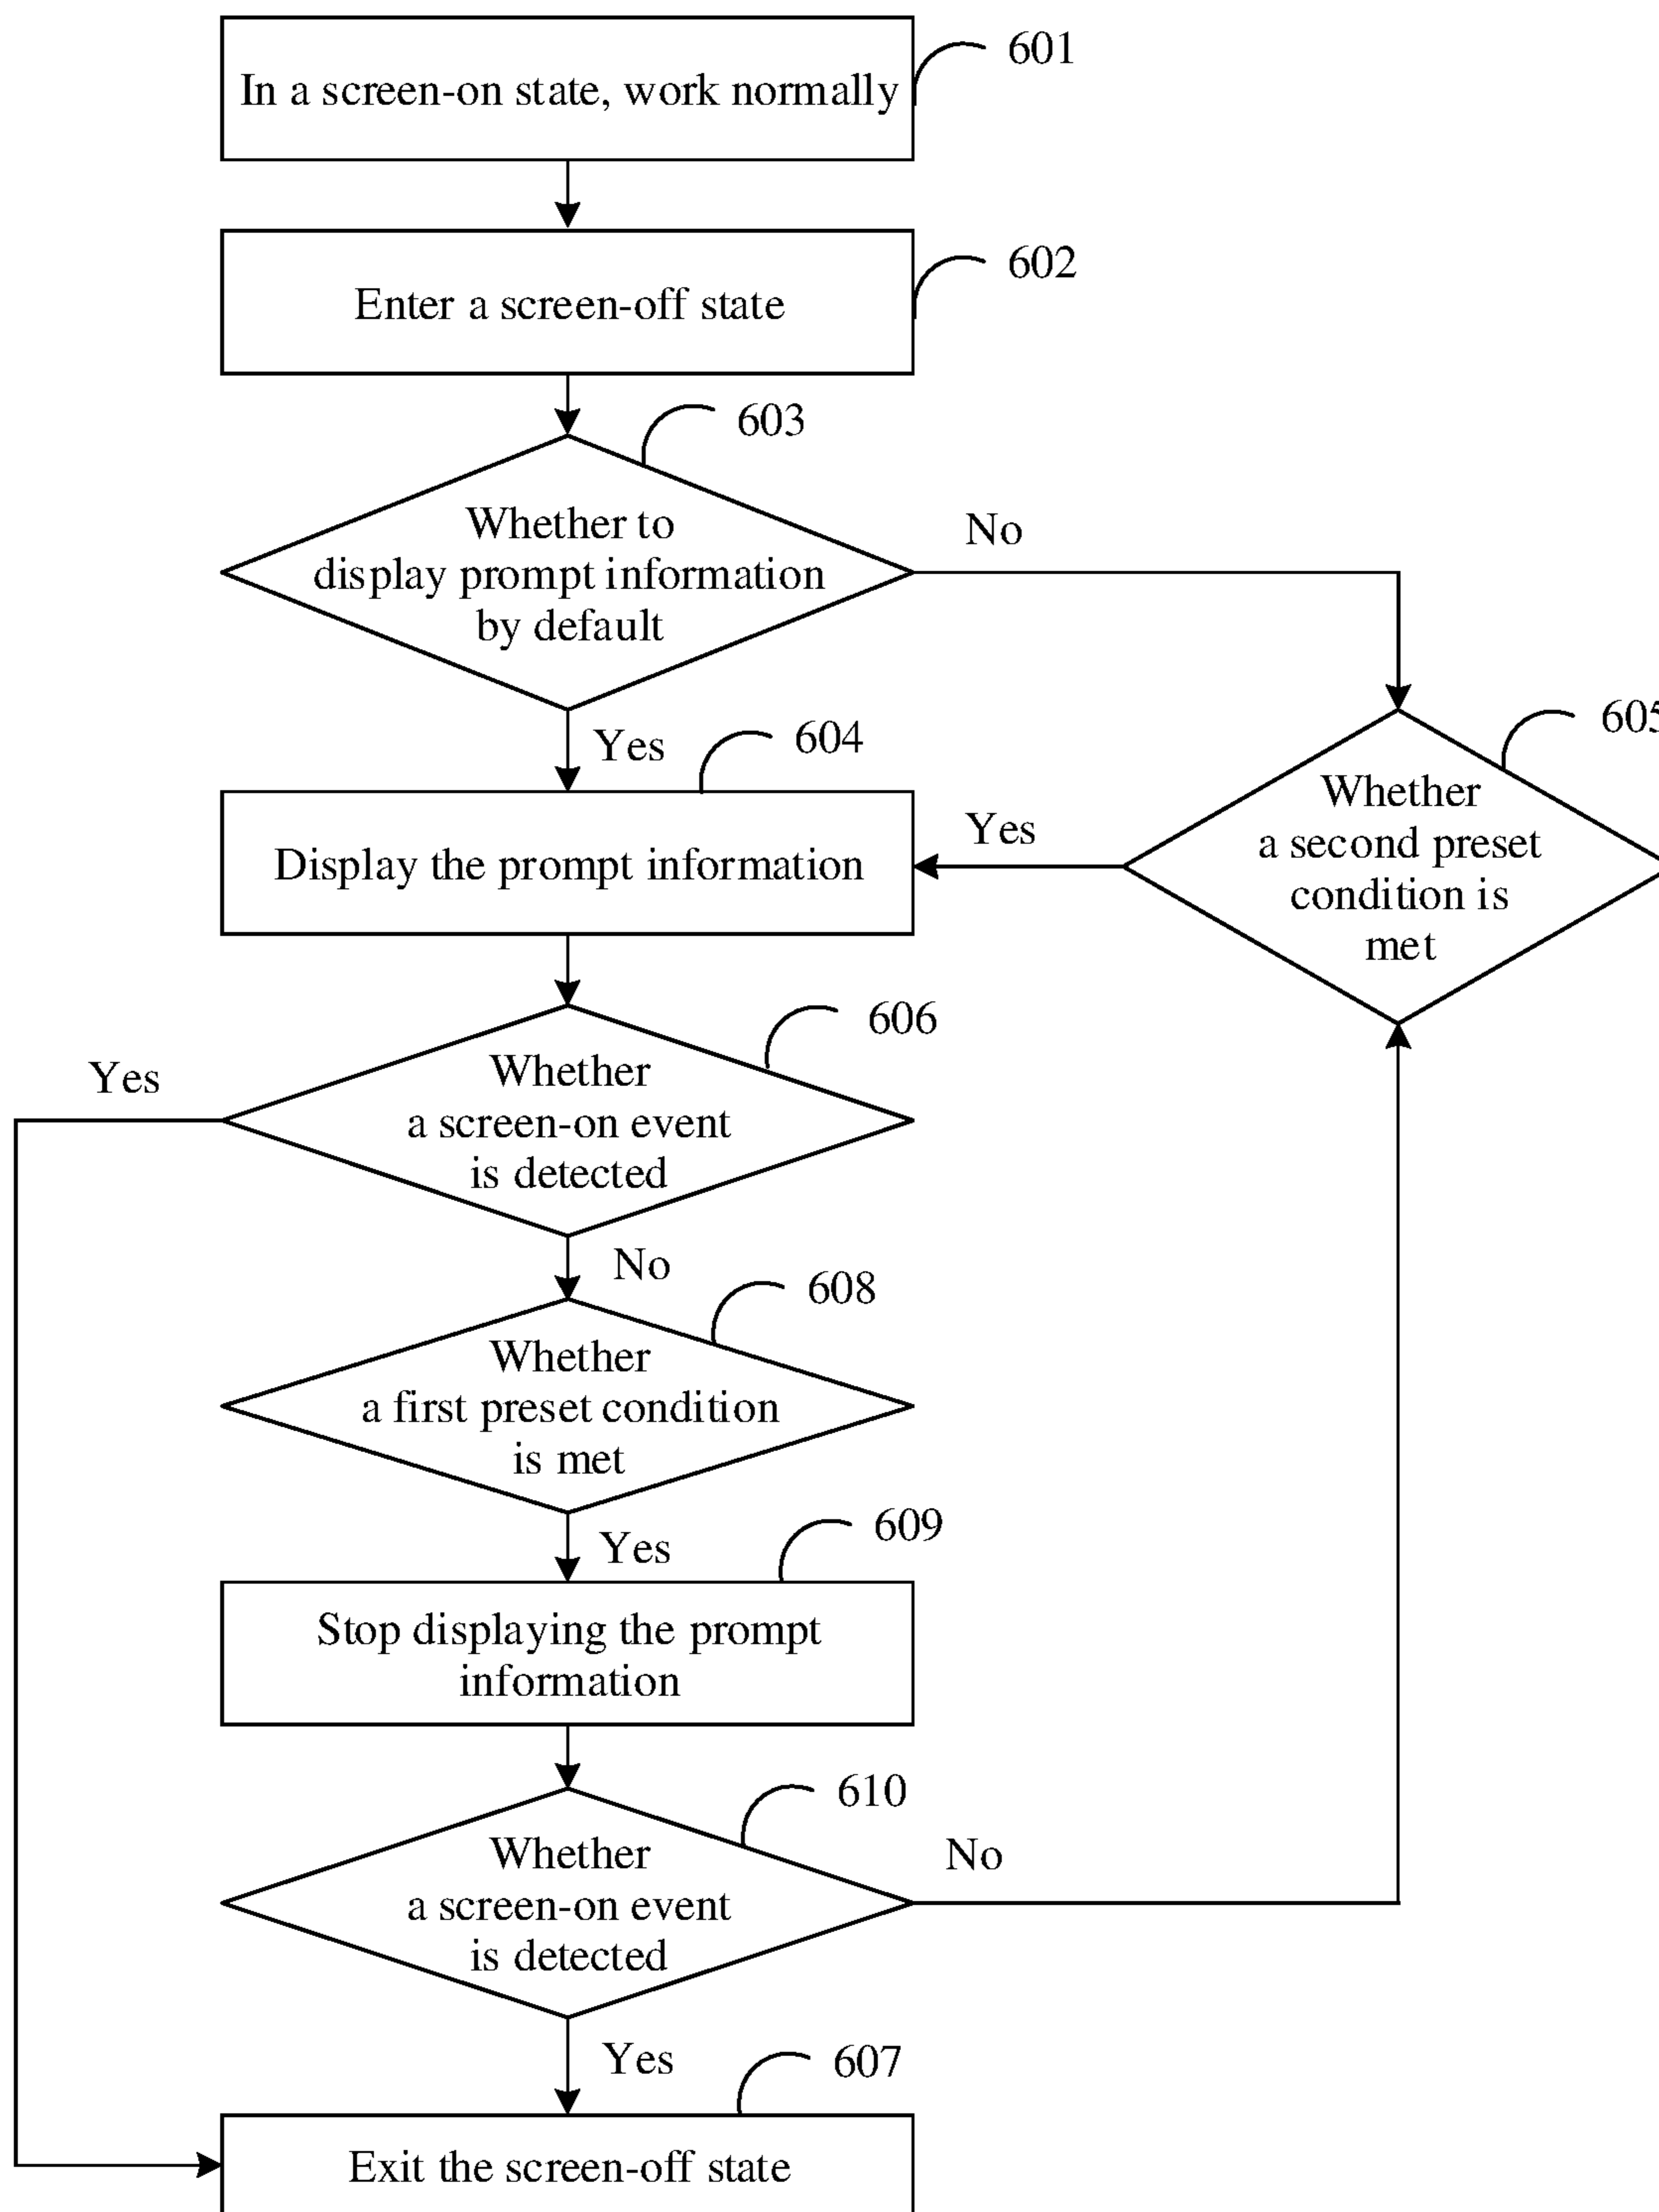 In a screen-on state, work normally
601
Enter a screen-off state
602
603
Whether to
display prompt information
by default
No
Yes
604
605
Display the prompt information
Yes
Whether
a second preset
condition is
met
606
Yes
Whether
a screen-on event
is detected
No
608
Whether
a first preset condition
is met
Yes
609
Stop displaying the prompt
information
610
Whether
a screen-on event
is detected
No
Yes
607
Exit the screen-off state